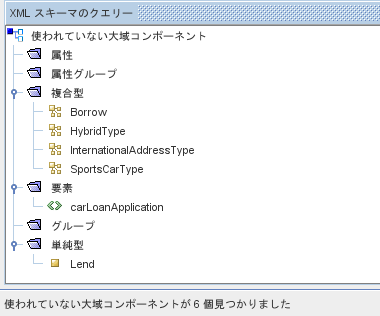 XML スキーマのクエリー
使われていない大域コンポーネント
属性
属性グループ
複合型
Borrow
HybridType
InternationalAddressType
SportsCarType
要素
carLoanApplication
グループ
単純型
Lend
使われていない大域コンポーネントが 6 個見つかりました